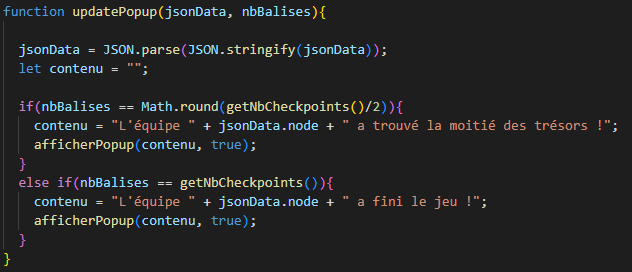 function updatePopup(jsonData, nbBalises){
jsonData = JSON.parse(JSON.stringify(jsonData));
let contenu = "";
if(nbBalises == Math.round(getNbCheckpoints()/2)){
contenu = "L'équipe " + jsonData.node + " a trouvé la moitié des trésors !";
afficherPopup(contenu, true);
}
else if(nbBalises == getNbCheckpoints()){
contenu = "L'équipe " + jsonData.node + " a fini le jeu !";
afficherPopup(contenu, true);
}
}